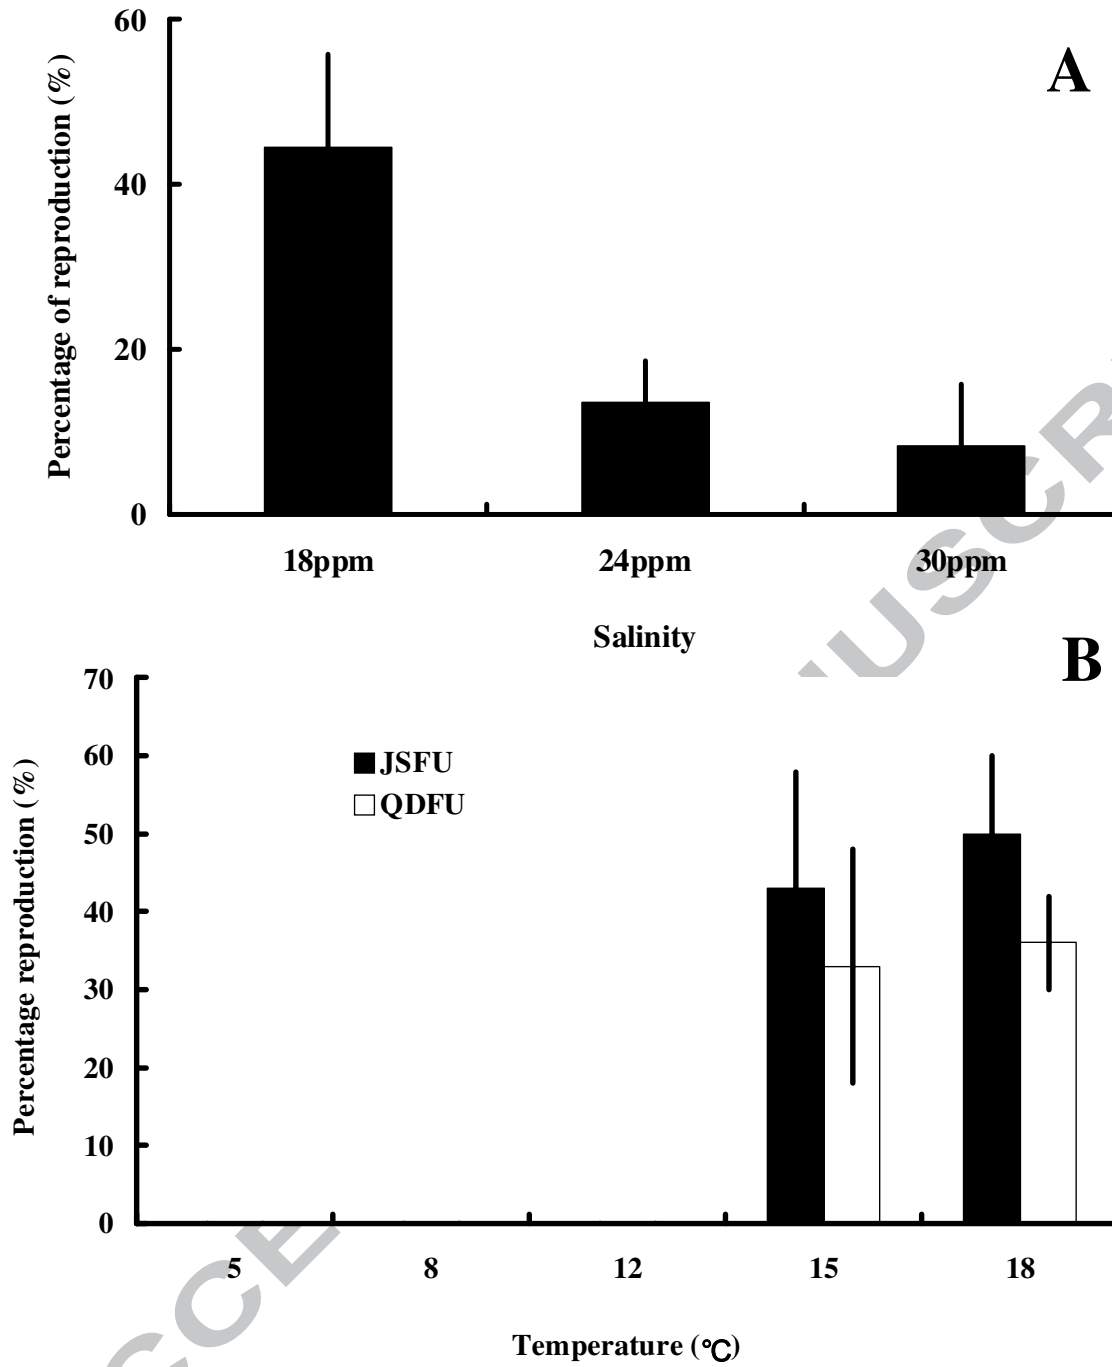 A
Percentage of reproduction (%)
60
40
20
0
18ppm 24ppm 30ppm
Salinity
B
Percentage reproduction (%)
70
60
50
40
30
20
10
0
JSFU
QDFU
5 8 12 15 18
Temperature (℃)